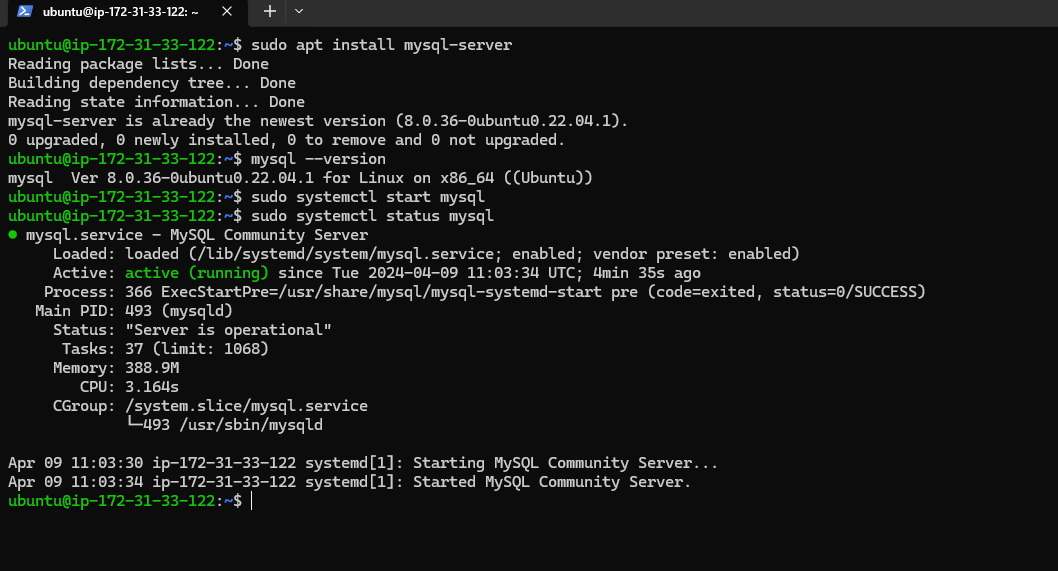 ubuntu@ip-172-31-33-122: ~
ubuntu@ip-172-31-33-122:~$ sudo apt install mysql-server
Reading package lists... Done
Building dependency tree... Done
Reading state information... Done
mysql-server is already the newest version (8.0.36-0ubuntu0.22.04.1).
0 upgraded, 0 newly installed, 0 to remove and 0 not upgraded.
ubuntu@ip-172-31-33-122:~$ mysql --version
mysql  Ver 8.0.36-0ubuntu0.22.04.1 for Linux on x86_64 ((Ubuntu))
ubuntu@ip-172-31-33-122:~$ sudo systemctl start mysql
ubuntu@ip-172-31-33-122:~$ sudo systemctl status mysql
● mysql.service - MySQL Community Server
     Loaded: loaded (/lib/systemd/system/mysql.service; enabled; vendor preset: enabled)
     Active: active (running) since Tue 2024-04-09 11:03:34 UTC; 4min 35s ago
    Process: 366 ExecStartPre=/usr/share/mysql/mysql-systemd-start pre (code=exited, status=0/SUCCESS)
   Main PID: 493 (mysqld)
     Status: "Server is operational"
      Tasks: 37 (limit: 1068)
     Memory: 388.9M
        CPU: 3.164s
     CGroup: /system.slice/mysql.service
             └─493 /usr/sbin/mysqld
Apr 09 11:03:30 ip-172-31-33-122 systemd[1]: Starting MySQL Community Server...
Apr 09 11:03:34 ip-172-31-33-122 systemd[1]: Started MySQL Community Server.
ubuntu@ip-172-31-33-122:~$